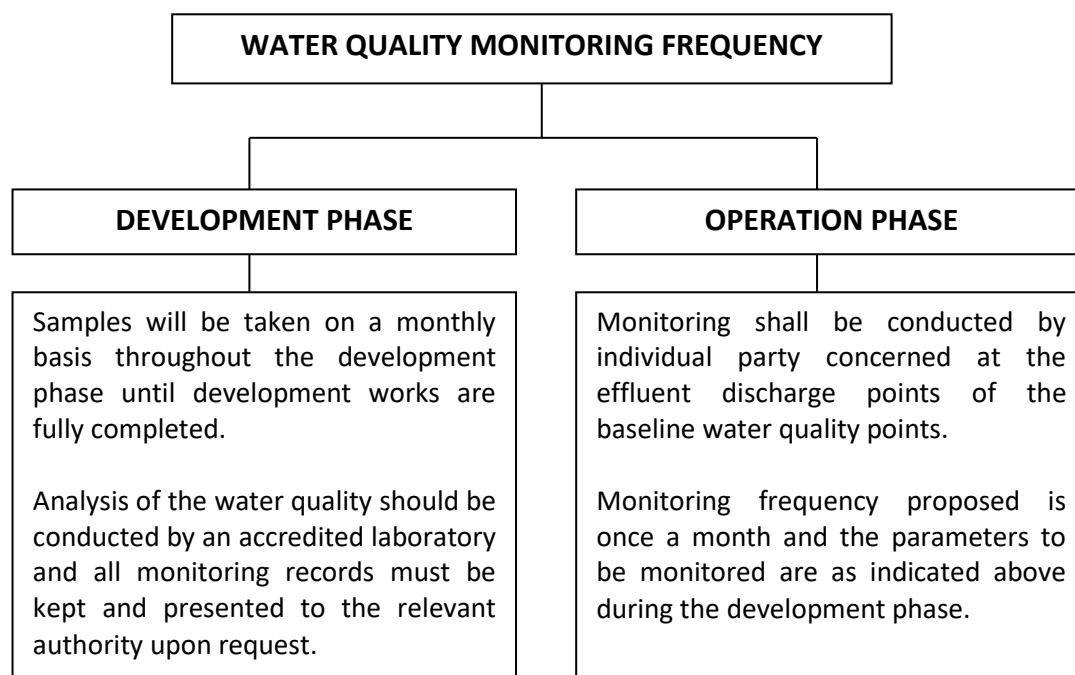 WATER QUALITY MONITORING FREQUENCY
DEVELOPMENT PHASE
Samples will be taken on a monthly
basis throughout the development
phase until development works are
fully completed.
Analysis of the water quality should be
conducted by an accredited laboratory
and all monitoring records must be
kept and presented to the relevant
authority upon request.
OPERATION PHASE
Monitoring shall be conducted by
individual party concerned at the
effluent discharge points of the
baseline water quality points.
Monitoring frequency proposed is
once a month and the parameters to
be monitored are as indicated above
during the development phase.